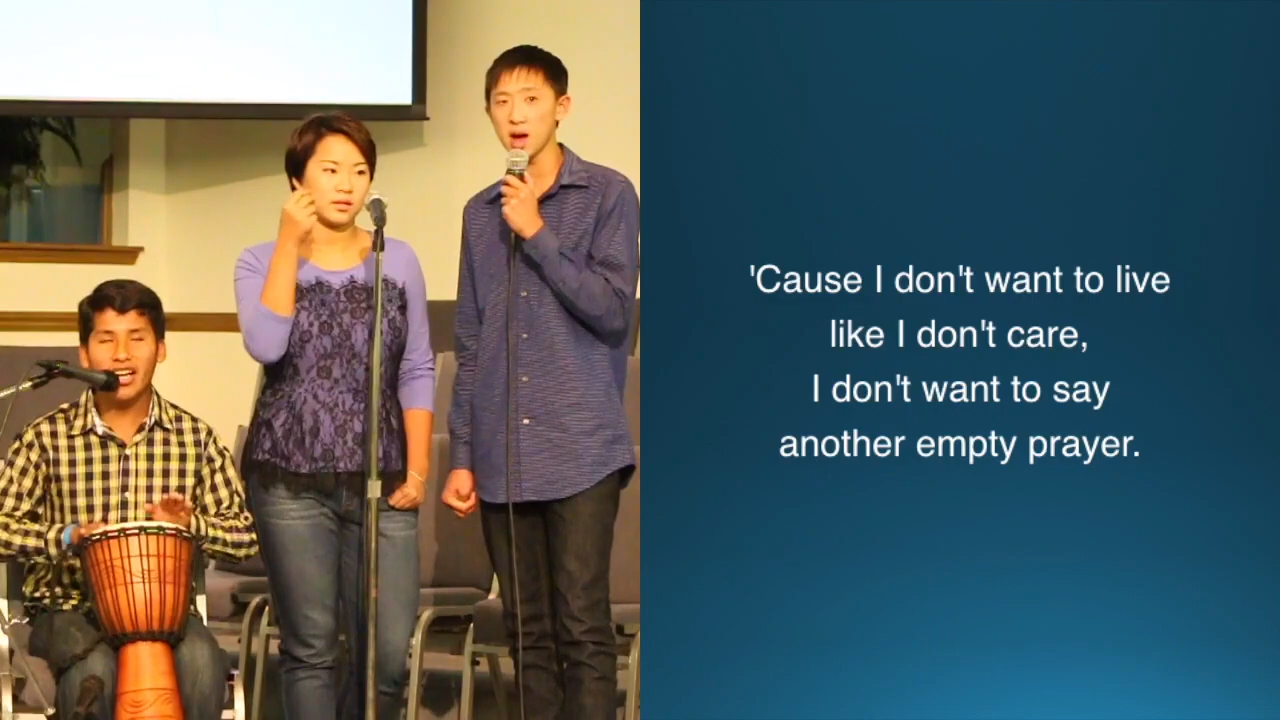 'Cause I don't want to live
like I don't care,
I don't want to say
another empty prayer.